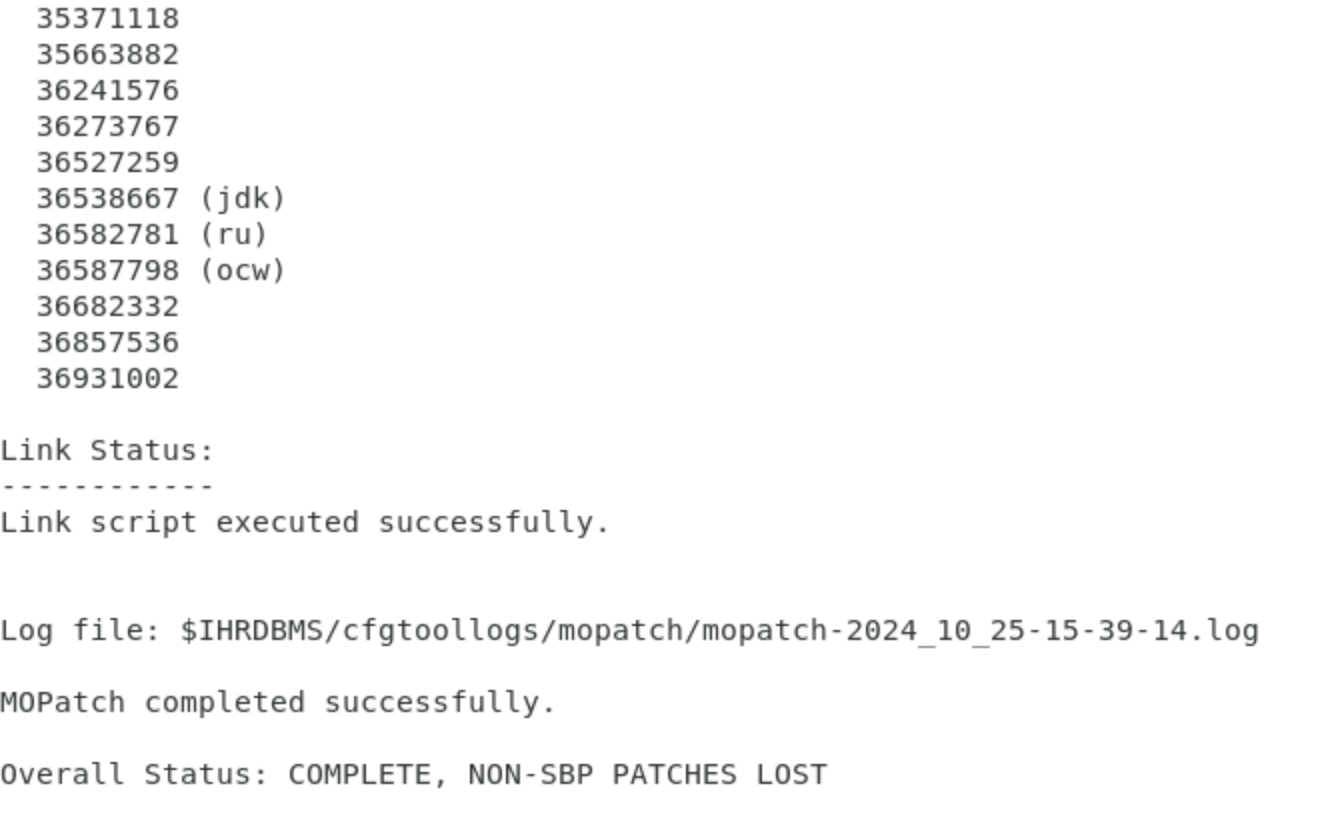 35371118
35663882
36241576
36273767
36527259
36538667 (jdk)
36582781 (ru)
36587798 (ocw)
36682332
36857536
36931002
Link Status:
------------
Link script executed successfully.
Log file: $IHRDBMS/cfgtoollogs/mopatch/mopatch-2024_10_25-15-39-14.log
MOPatch completed successfully.
Overall Status: COMPLETE, NON-SBP PATCHES LOST